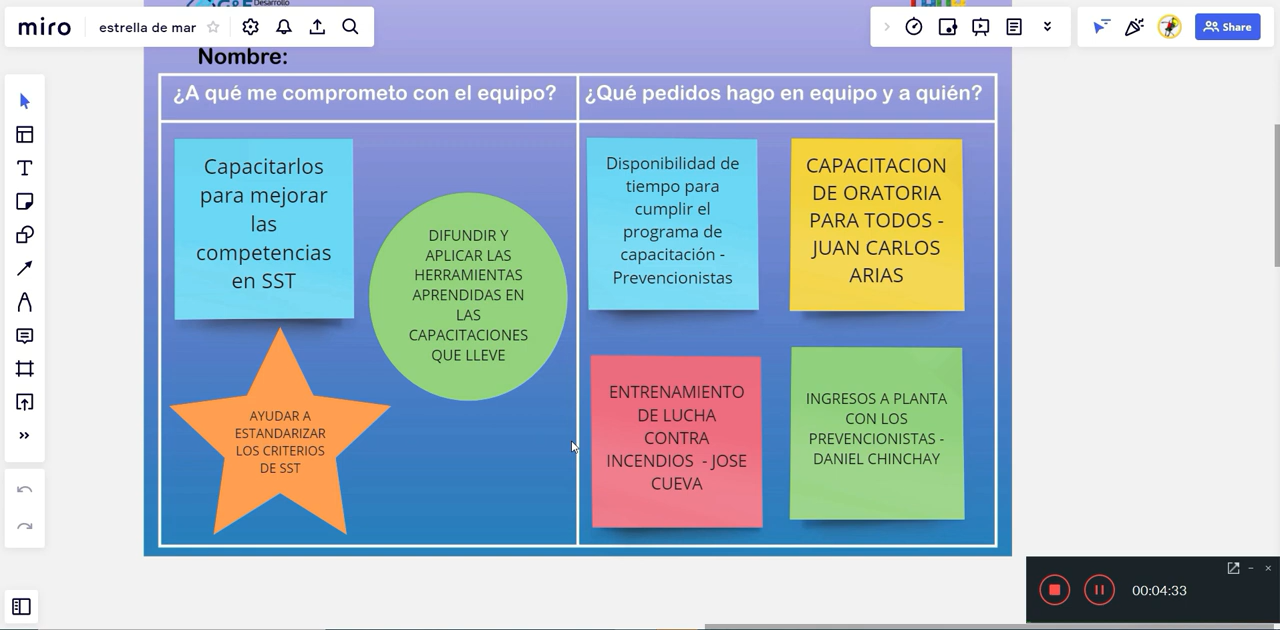 Desarrollo
miro
estrella de mar
Share
Nombre:
¿A qué me comprometo con el equipo?
¿Qué pedidos hago en equipo y a quién?
Capacitarlos
para mejorar
las
competencias
en SST
DIFUNDIR Y
APLICAR LAS
HERRAMIENTAS
APRENDIDAS EN
LAS
CAPACITACIONES
QUE LLEVE
AYUDAR A
ESTANDARIZAR
LOS CRITERIOS
DE SST
Disponibilidad de
tiempo para
cumplir el
programa de
capacitación -
Prevencionistas
CAPACITACION
DE ORATORIA
PARA TODOS -
JUAN CARLOS
ARIAS
ENTRENAMIENTO
DE LUCHA
CONTRA
INCENDIOS - JOSE
CUEVA
INGRESOS A PLANTA
CON LOS
PREVENCIONISTAS -
DANIEL CHINCHAY
00:04:33